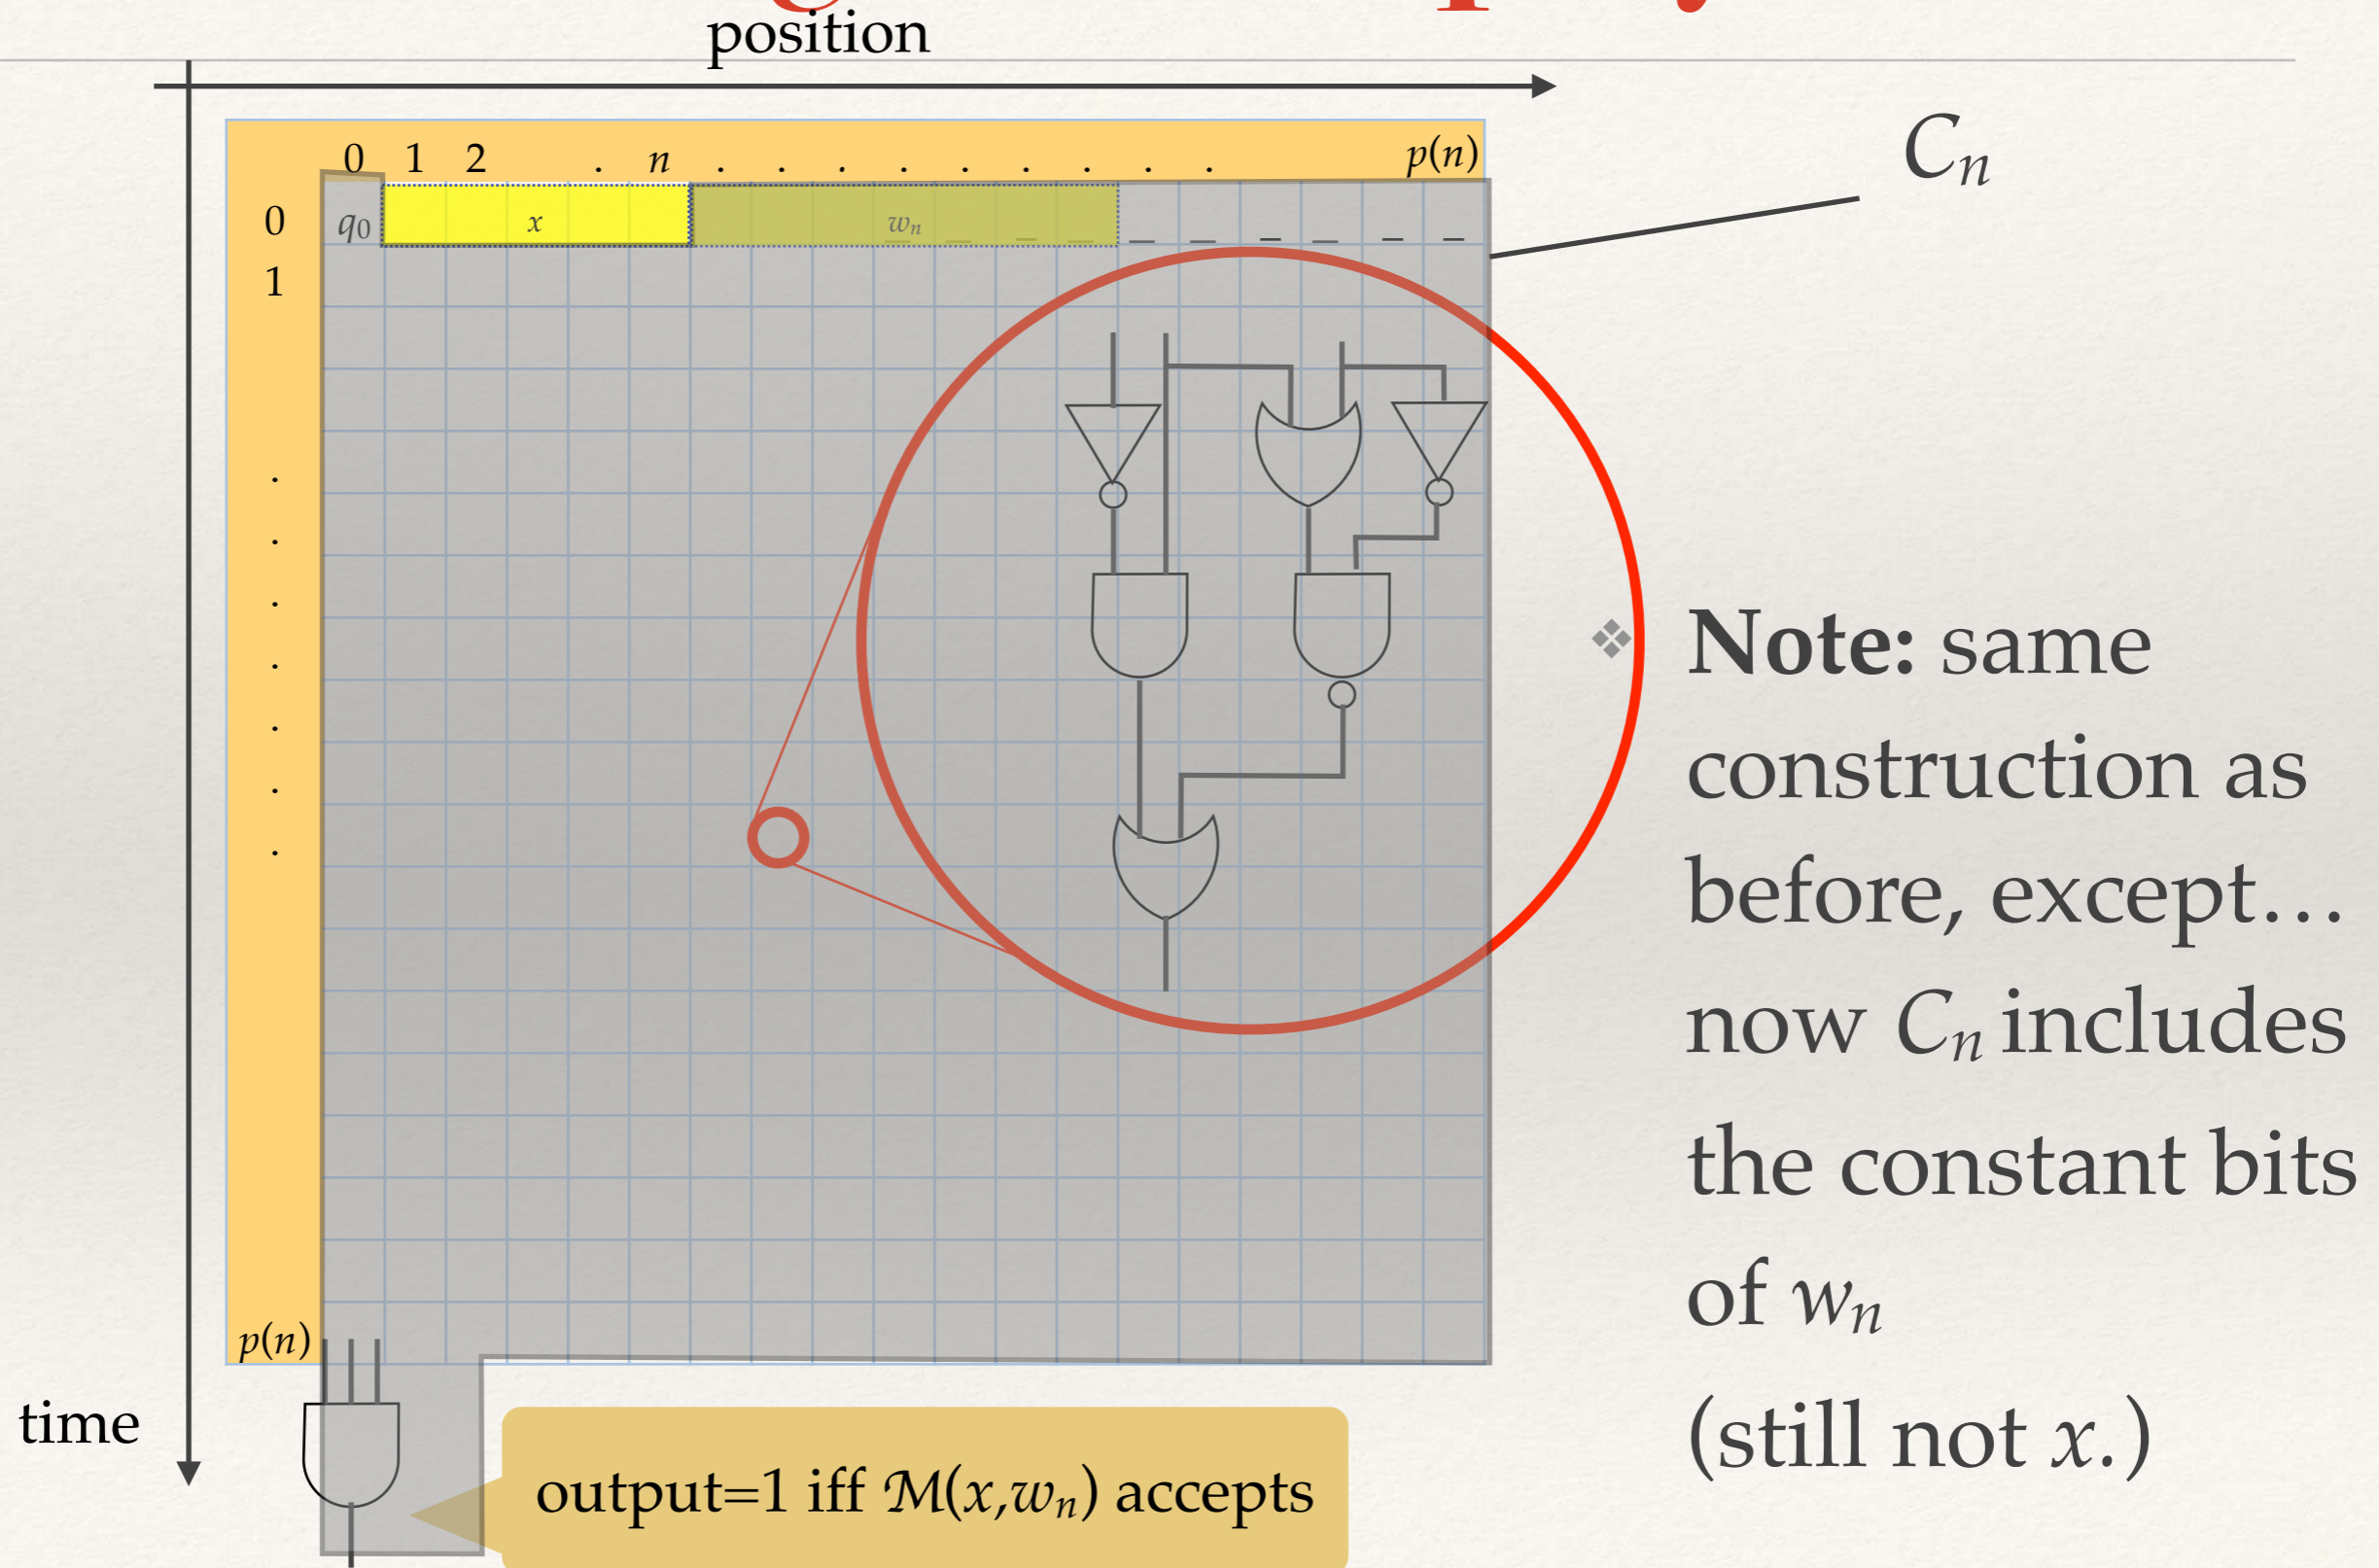 position
C_n
0 1 2 . n . . . . . . . . . p(n)
0 q_0 x w_n _ _ _ _ _ _ _ _ _ _
1
.
.
.
.
.
.
.
❖ Note: same
construction as
before, except…
now C_n includes
the constant bits
of w_n
(still not x.)
p(n)
time
output=1 iff ℳ(x,w_n) accepts